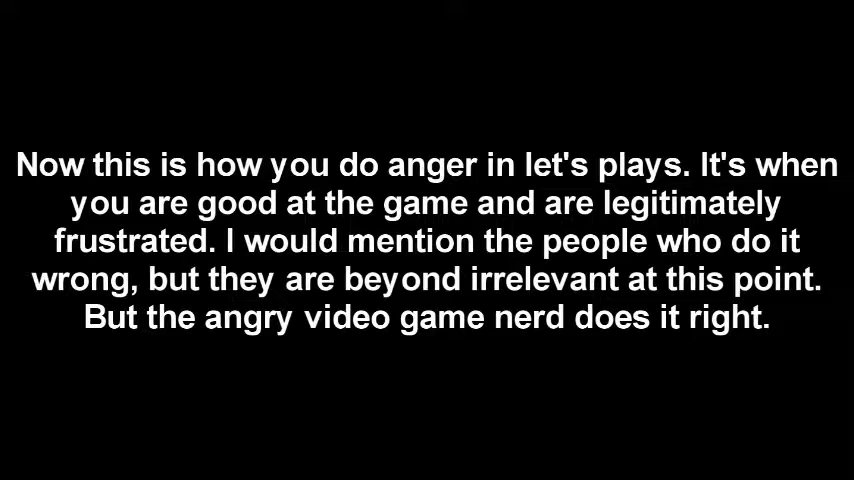 Now this is how you do anger in let's plays. It's when
you are good at the game and are legitimately
frustrated. I would mention the people who do it
wrong, but they are beyond irrelevant at this point.
But the angry video game nerd does it right.